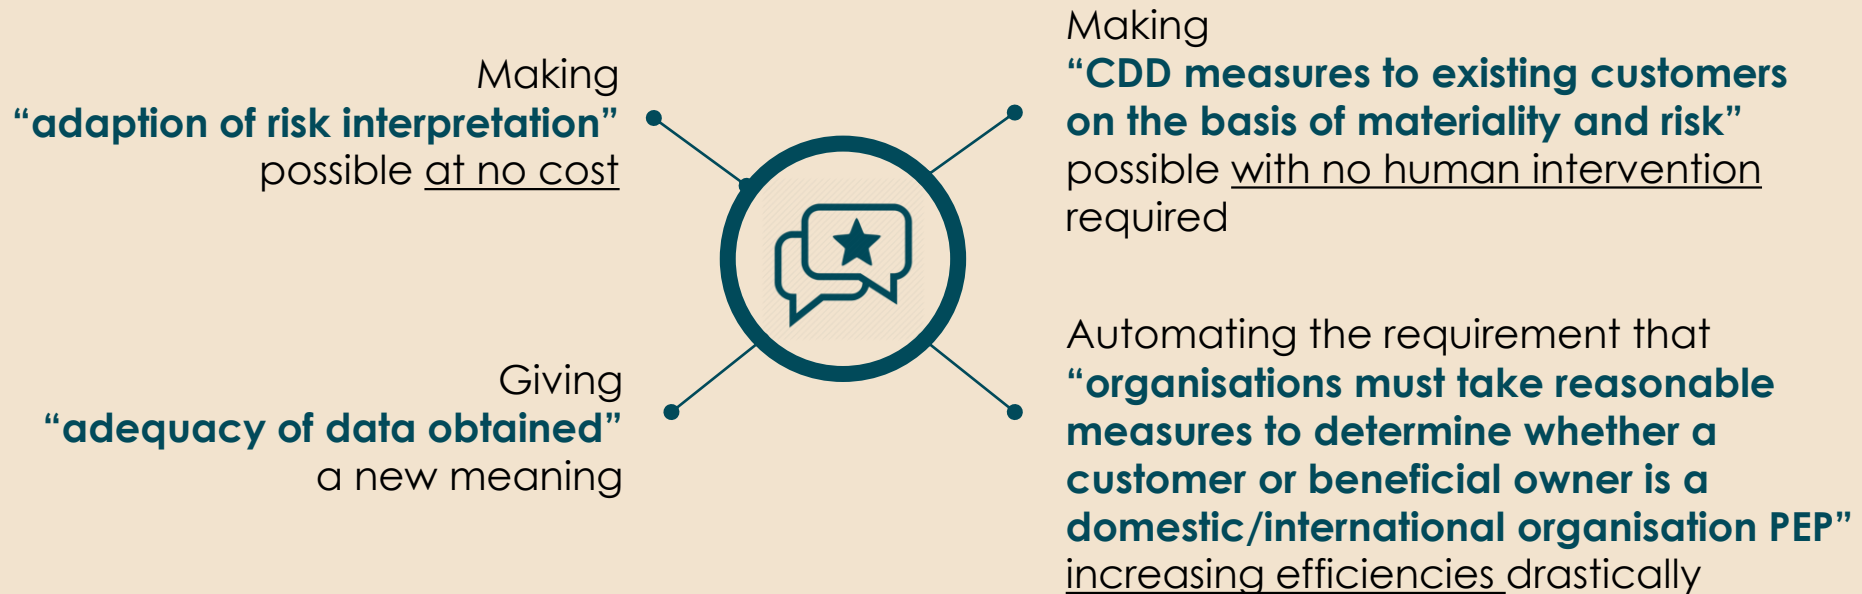 Making
“adaption of risk interpretation”
possible at no cost
Giving
“adequacy of data obtained”
a new meaning
Making
“CDD measures to existing customers
on the basis of materiality and risk”
possible with no human intervention
required
Automating the requirement that
“organisations must take reasonable
measures to determine whether a
customer or beneficial owner is a
domestic/international organisation PEP”
increasing efficiencies drastically